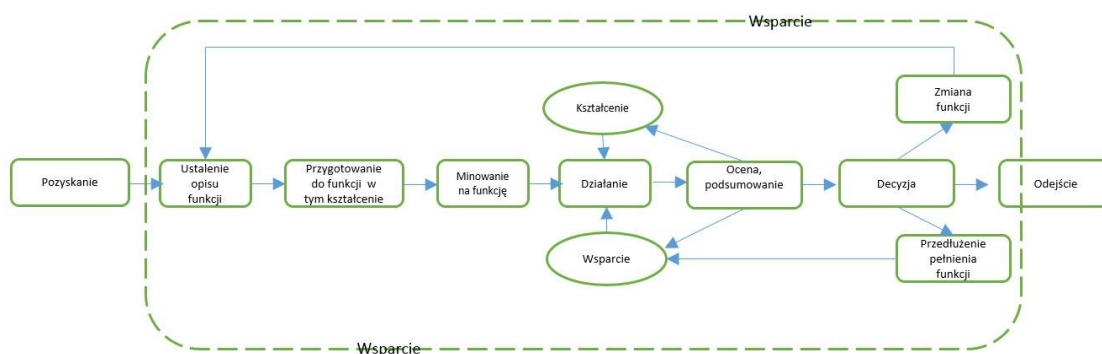 Wsparcie
Zmiana
funkcji
Kształcenie
Pozyskanie
Ustalenie
opisu
funkcji
Przygotowanie
do funkcji w
tym kształcenie
Minowanie
na funkcję
Działanie
Ocena,
podsumowanie
Decyzja
Odejście
Wsparcie
Przedłużenie
pełnienia
funkcji
Wsparcie